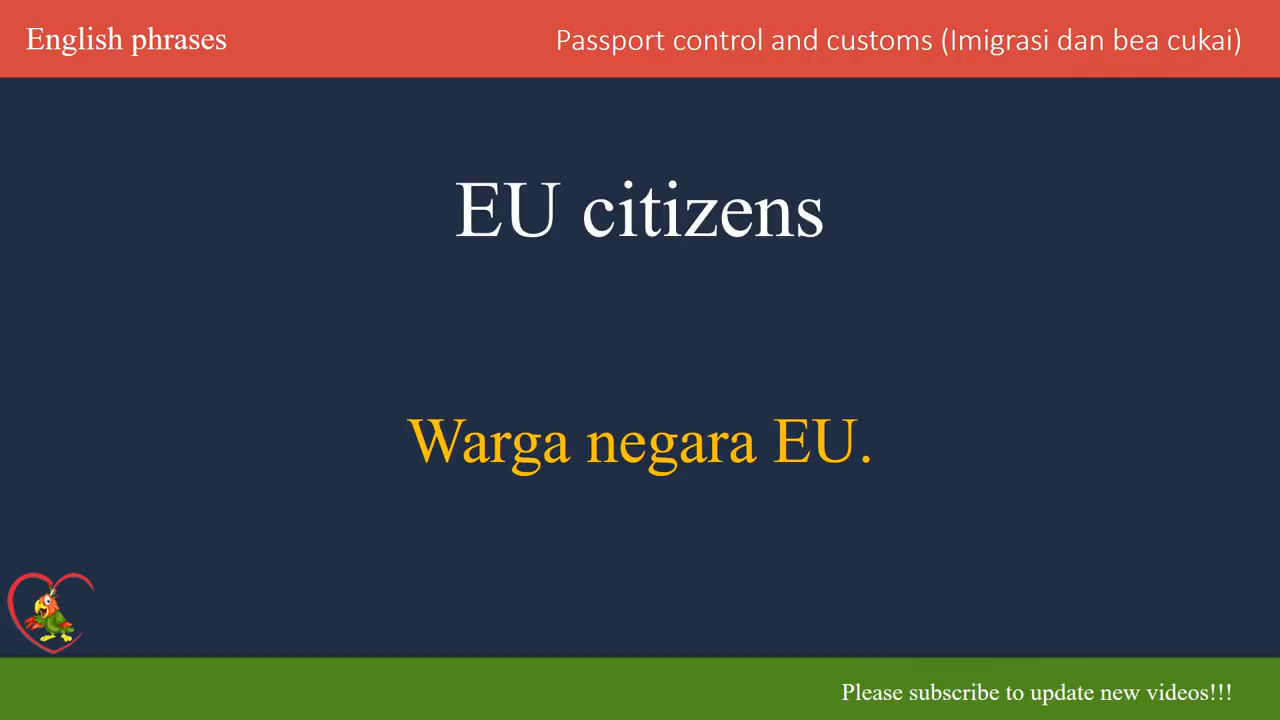 English phrases
Passport control and customs (Imigrasi dan bea cukai)
EU citizens
Warga negara EU.
Please subscribe to update new videos!!!